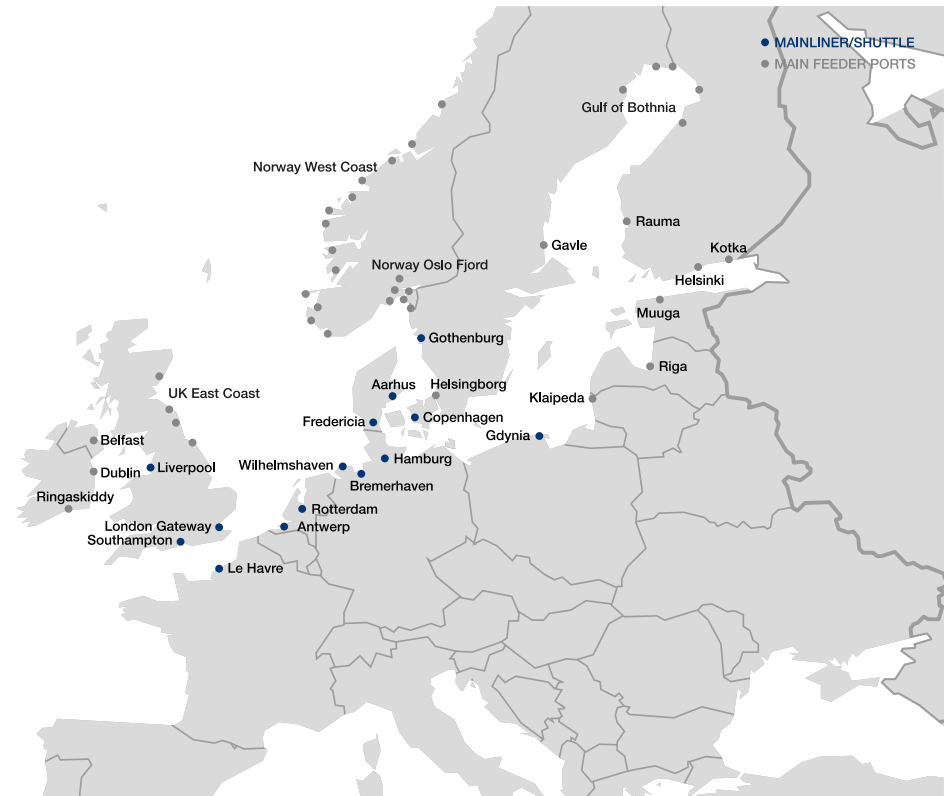 MAINLINER/SHUTTLE
MAIN FEEDER PORTS
Gulf of Bothnia
Norway West Coast
Rauma
Gavle
Kotka
Norway Oslo Fjord
Helsinki
Muuga
Gothenburg
Riga
Aarhus
Helsingborg
UK East Coast
Klaipeda
Fredericia
Copenhagen
Gdynia
Belfast
Hamburg
Wilhelmshaven
Liverpool
Dublin
Bremerhaven
Ringaskiddy
Rotterdam
London Gateway
Antwerp
Southampton
Le Havre